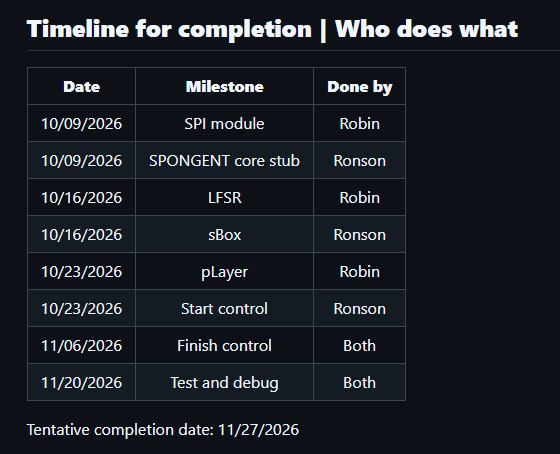 Timeline for completion | Who does what
Date Milestone Done by
10/09/2026 SPI module Robin
10/09/2026 SPONGENT core stub Ronson
10/16/2026 LFSR Robin
10/16/2026 sBox Ronson
10/23/2026 pLayer Robin
10/23/2026 Start control Ronson
11/06/2026 Finish control Both
11/20/2026 Test and debug Both
Tentative completion date: 11/27/2026